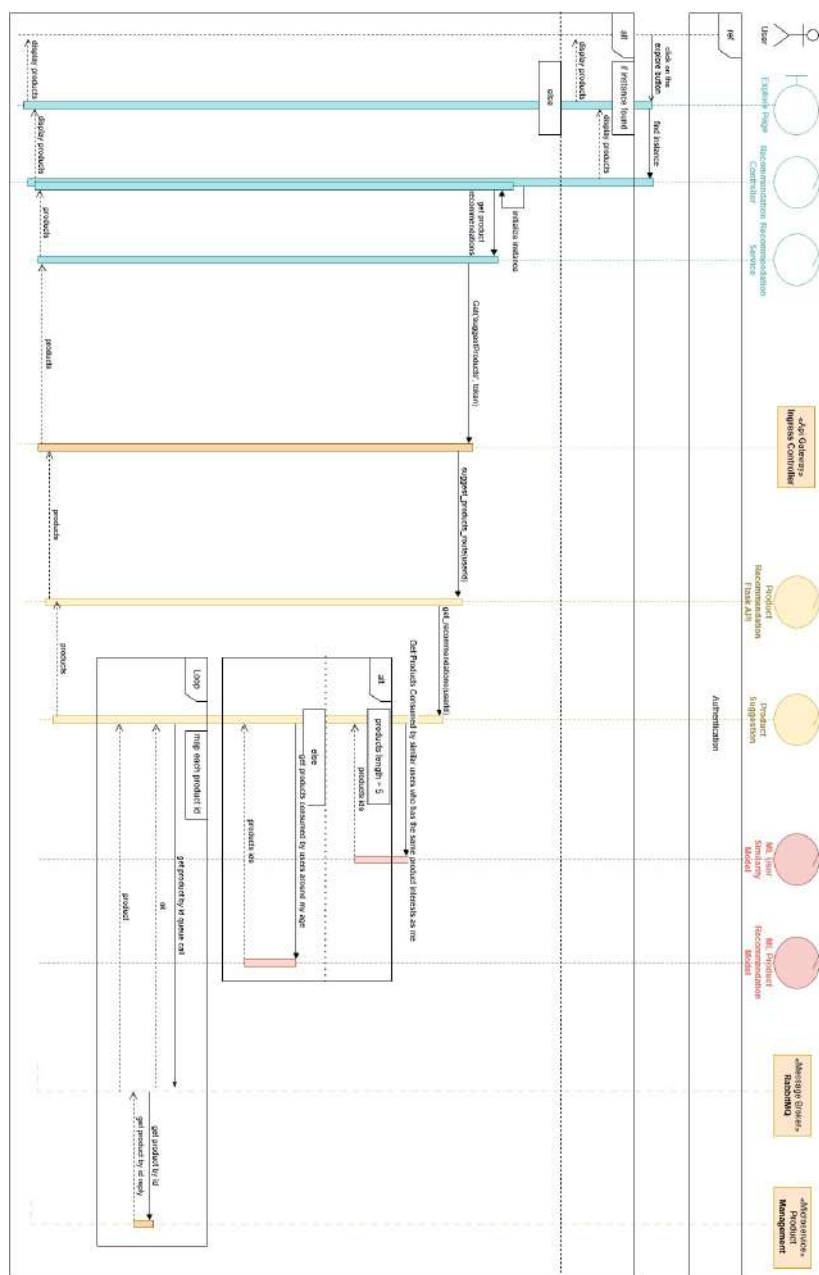 User
Explore Page
Recommendation
Controller
Recommendation
Service
«Api Gateway»
Ingress Controller
Product
Recommendation
Flask API
Product
Suggestion
ML User
Similarity
Model
ML Product
Recommendation
Model
«Message Broker»
RabbitMQ
«Microservice»
Product
Management
ref
Authentication
alt
if instance found
click on the
explore button
find instance
display products
display products
else
initialize instance
get product
recommendations
Get('suggestProducts', token)
suggest_products_route(userId)
get_recommendations(userId)
Get Products Consumed by similar users who has the same product interests as me
alt
products length = 5
products ids
else
get products consumed by users around my age
products ids
Loop
map each product id
get product by id queue call
ok
get product by id
get product by id reply
product
products
products
products
products
display products
display products